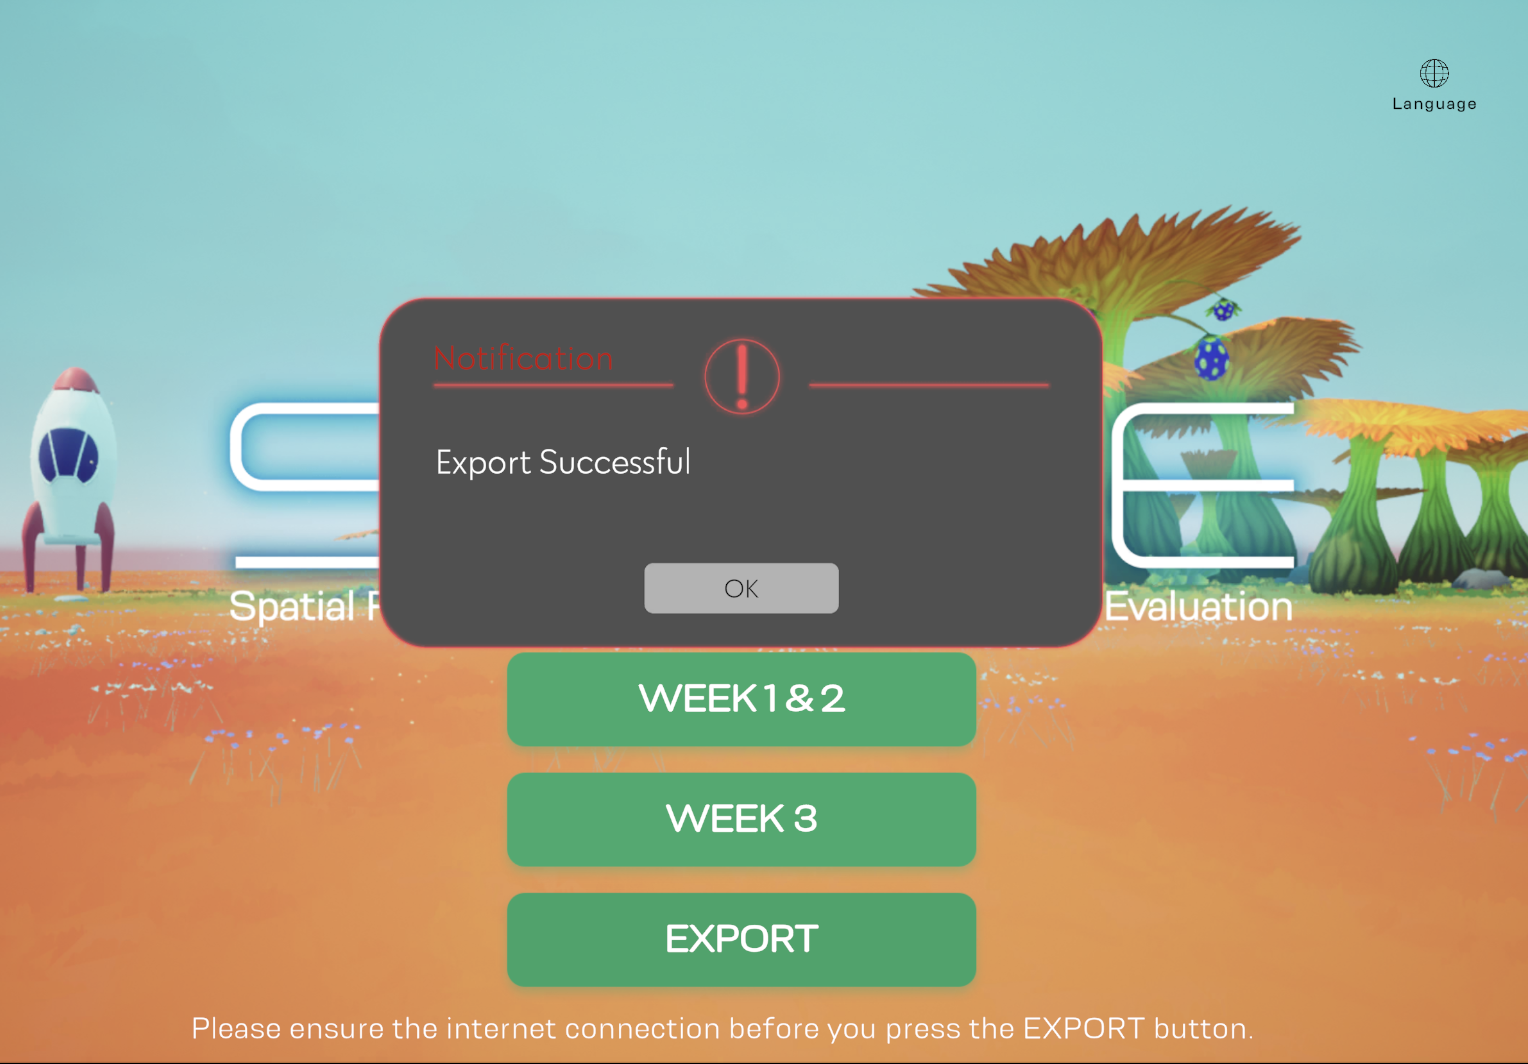 Language
Notification
Export Successful
OK
Spatial
Evaluation
WEEK 1 & 2
WEEK 3
EXPORT
Please ensure the internet connection before you press the EXPORT button.